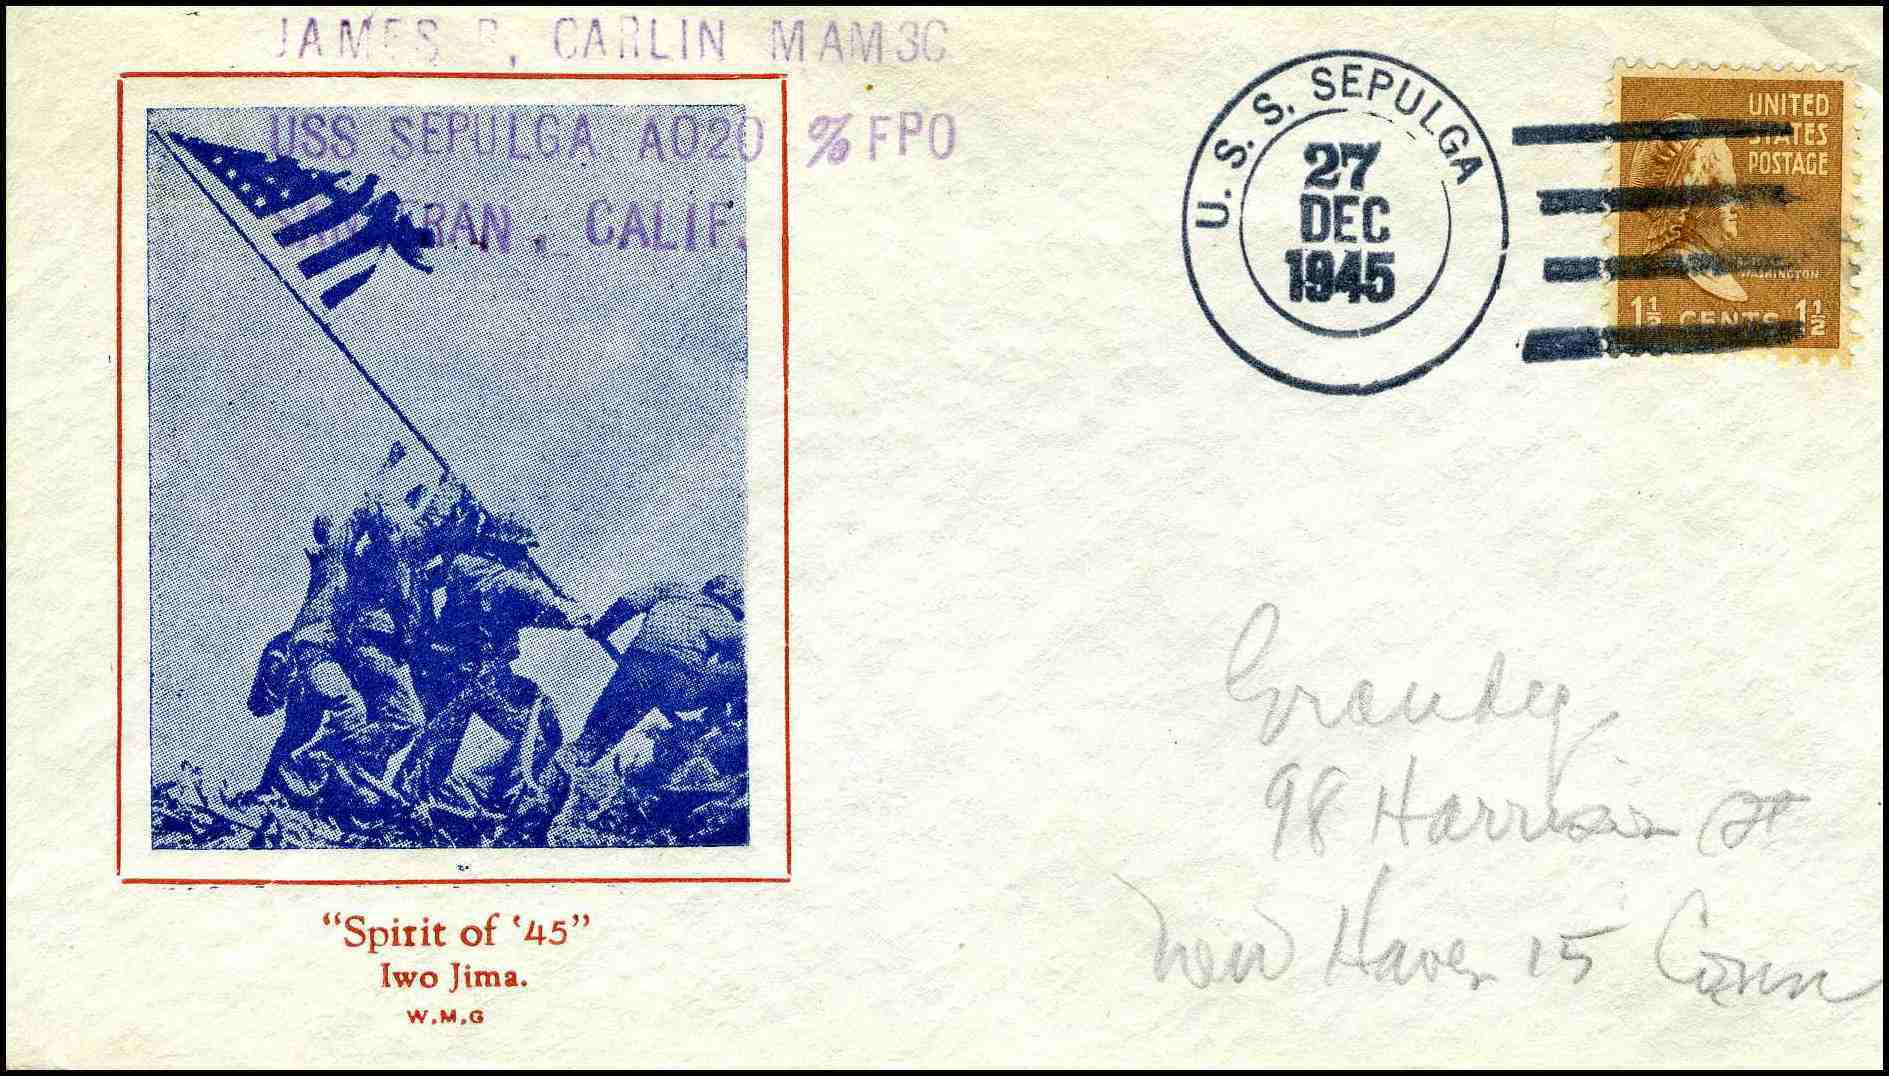 JAMES R, CARLIN MAM3C
USS SEPULGA AO20 % FPO
SAN FRAN, CALIF.
U. S. S. SEPULGA
27
DEC
1945
UNITED
STATES
POSTAGE
WASHINGTON
1½ CENTS 1½
98 Harrison St
New Haven 15 Conn
"Spirit of '45"
Iwo Jima.
W.M.G